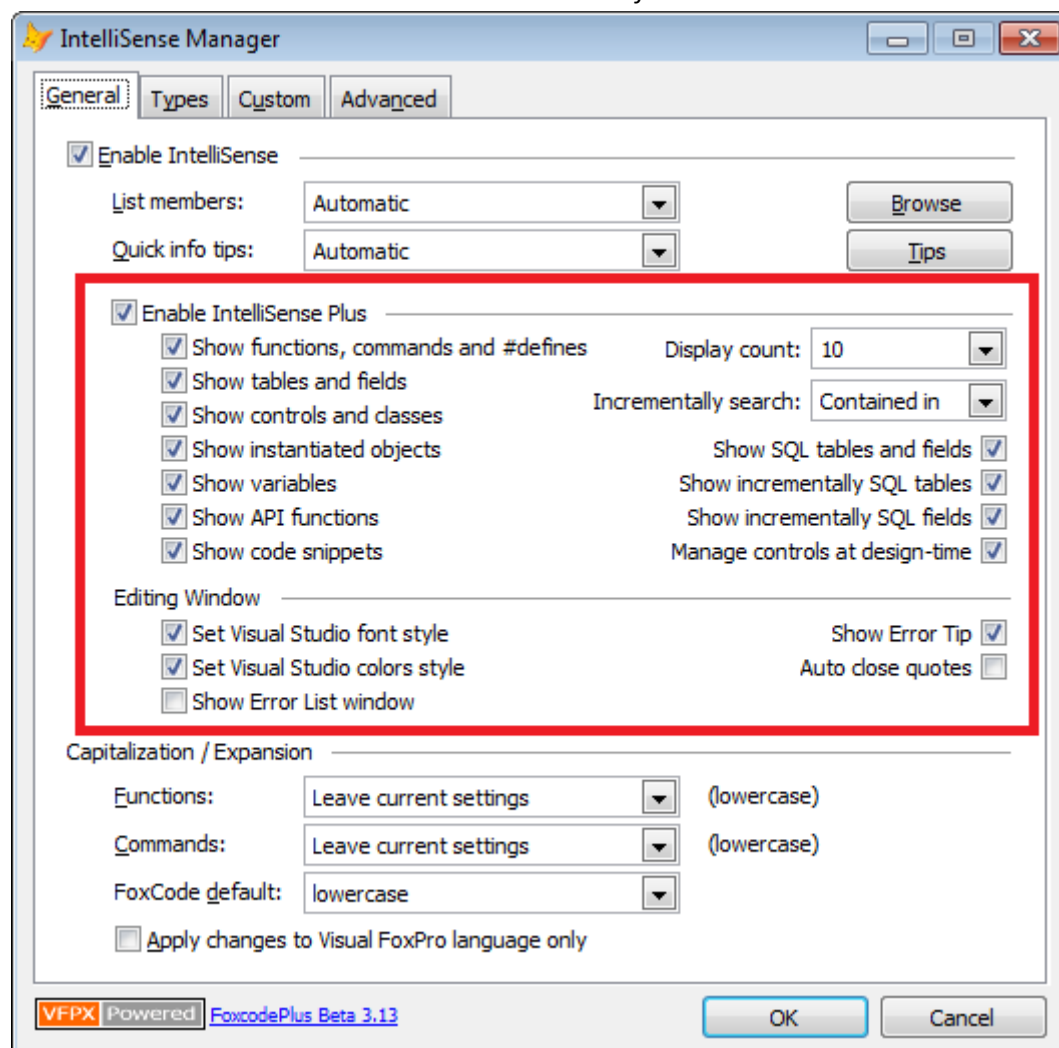 IntelliSense Manager
General Types Custom Advanced
Enable IntelliSense
List members: Automatic Browse
Quick info tips: Automatic Tips
Enable IntelliSense Plus
Show functions, commands and #defines Display count: 10
Show tables and fields
Show controls and classes Incrementally search: Contained in
Show instantiated objects Show SQL tables and fields
Show variables Show incrementally SQL tables
Show API functions Show incrementally SQL fields
Show code snippets Manage controls at design-time
Editing Window
Set Visual Studio font style Show Error Tip
Set Visual Studio colors style Auto close quotes
Show Error List window
Capitalization / Expansion
Functions: Leave current settings (lowercase)
Commands: Leave current settings (lowercase)
FoxCode default: lowercase
Apply changes to Visual FoxPro language only
VFPX Powered FoxcodePlus Beta 3.13 OK Cancel